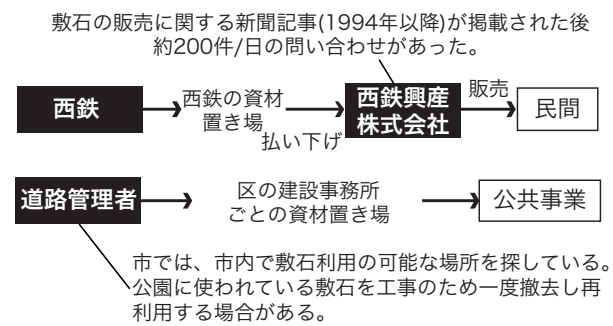 敷石の販売に関する新聞記事(1994年以降)が掲載された後
約200件/日の問い合わせがあった。
西鉄
西鉄の資材
置き場
払い下げ
西鉄興産
株式会社
販売
民間
道路管理者
区の建設事務所
ごとの資材置き場
公共事業
市では、市内で敷石利用の可能な場所を探している。
公園に使われている敷石を工事のため一度撤去し再
利用する場合がある。